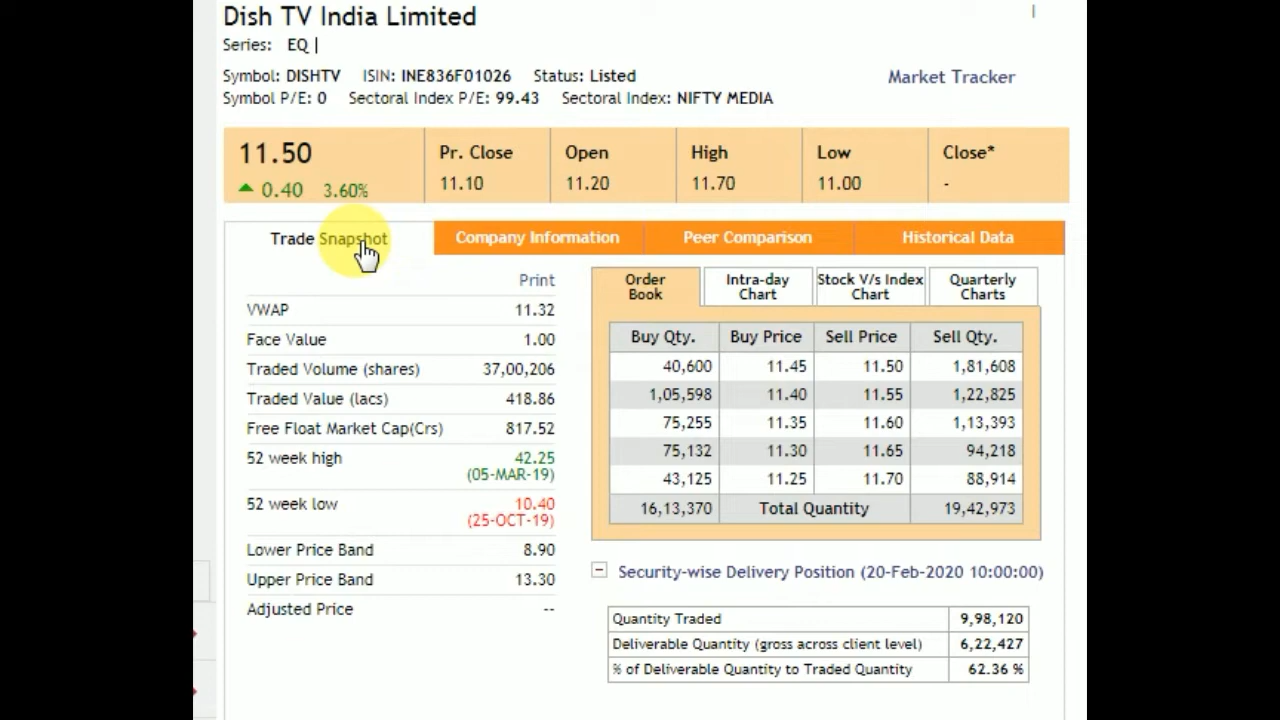 Dish TV India Limited
Series: EQ |
Symbol: DISHTV ISIN: INE836F01026 Status: Listed
Market Tracker
Symbol P/E: 0 Sectoral Index P/E: 99.43 Sectoral Index: NIFTY MEDIA
11.50 Pr. Close Open High Low Close*
0.40 3.60% 11.10 11.20 11.70 11.00 -
Trade Snapshot Company Information Peer Comparison Historical Data
Print
VWAP 11.32
Face Value 1.00
Traded Volume (shares) 37,00,206
Traded Value (lacs) 418.86
Free Float Market Cap(Crs) 817.52
52 week high 42.25
(05-MAR-19)
52 week low 10.40
(25-OCT-19)
Lower Price Band 8.90
Upper Price Band 13.30
Adjusted Price --
Order Intra-day Stock V/s Index Quarterly
Book Chart Chart Charts
Buy Qty. Buy Price Sell Price Sell Qty.
40,600 11.45 11.50 1,81,608
1,05,598 11.40 11.55 1,22,825
75,255 11.35 11.60 1,13,393
75,132 11.30 11.65 94,218
43,125 11.25 11.70 88,914
16,13,370 Total Quantity 19,42,973
Security-wise Delivery Position (20-Feb-2020 10:00:00)
Quantity Traded 9,98,120
Deliverable Quantity (gross across client level) 6,22,427
% of Deliverable Quantity to Traded Quantity 62.36 %